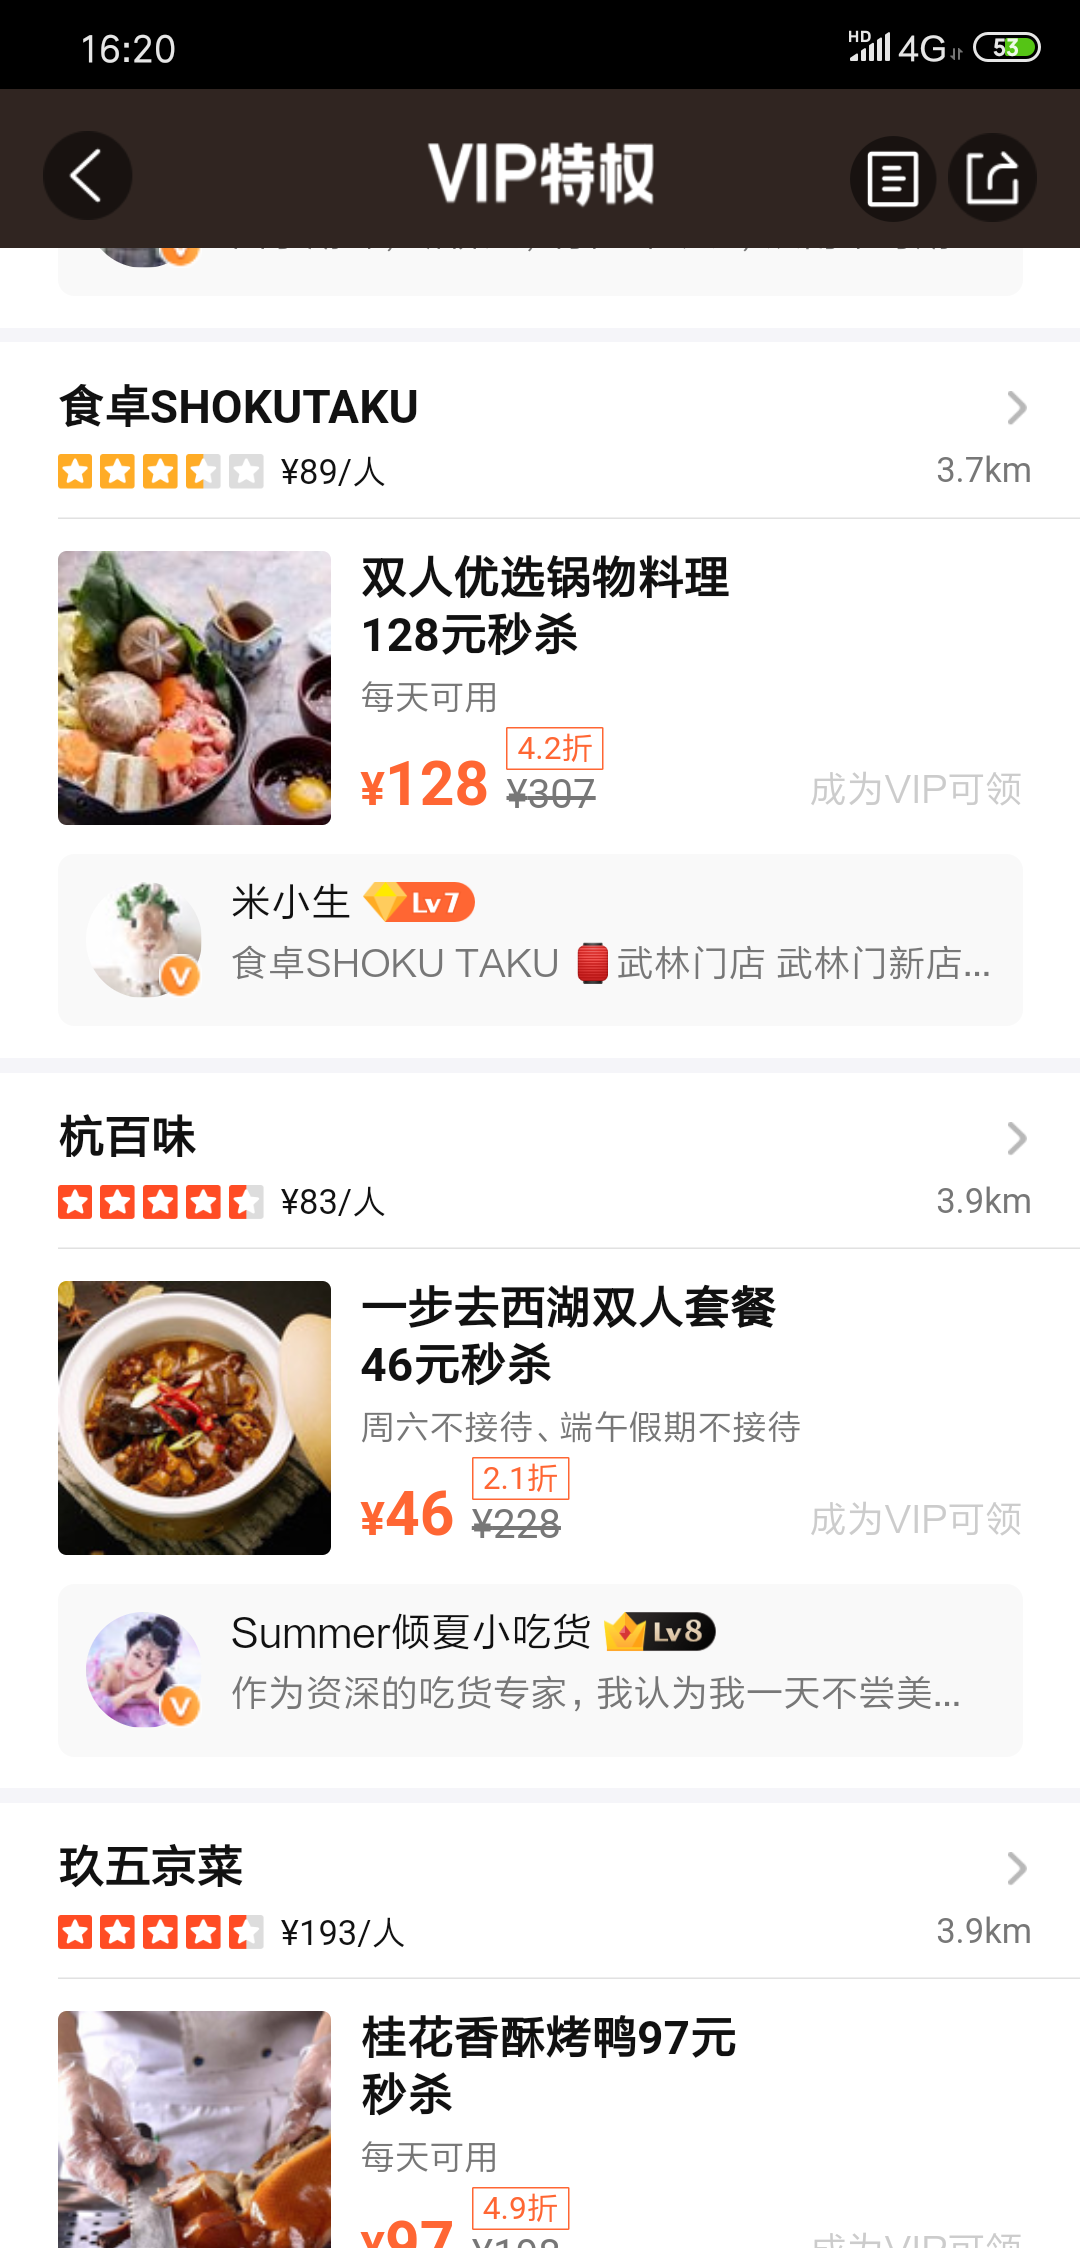 16:20
HD 4G 53
VIP特权
食卓SHOKUTAKU
¥89/人
3.7km
双人优选锅物料理
128元秒杀
每天可用
4.2折
¥128 ¥307
成为VIP可领
米小生 Lv7
食卓SHOKU TAKU 🏮武林门店 武林门新店...
杭百味
¥83/人
3.9km
一步去西湖双人套餐
46元秒杀
周六不接待、端午假期不接待
2.1折
¥46 ¥228
成为VIP可领
Summer倾夏小吃货 Lv8
作为资深的吃货专家，我认为我一天不尝美...
玖五京菜
¥193/人
3.9km
桂花香酥烤鸭97元
秒杀
每天可用
4.9折
¥97 ¥198
成为VIP可领